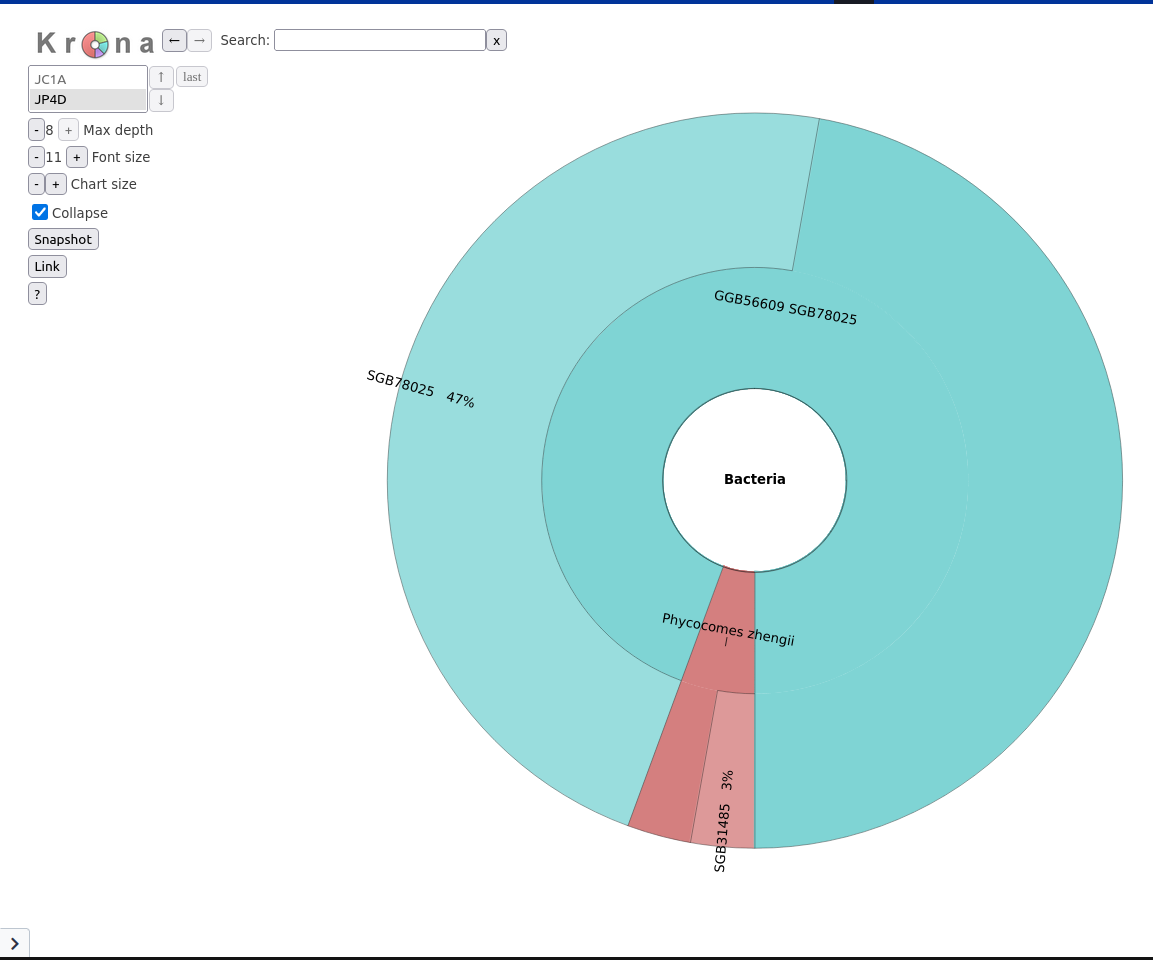 Krona
← → Search: x
JC1A ↑ last
JP4D ↓
- 8 + Max depth
- 11 + Font size
- + Chart size
Collapse
Snapshot
Link
?
GGB56609 SGB78025
SGB78025 47%
Bacteria
Phycocomes zhengii
SGB31485 3%